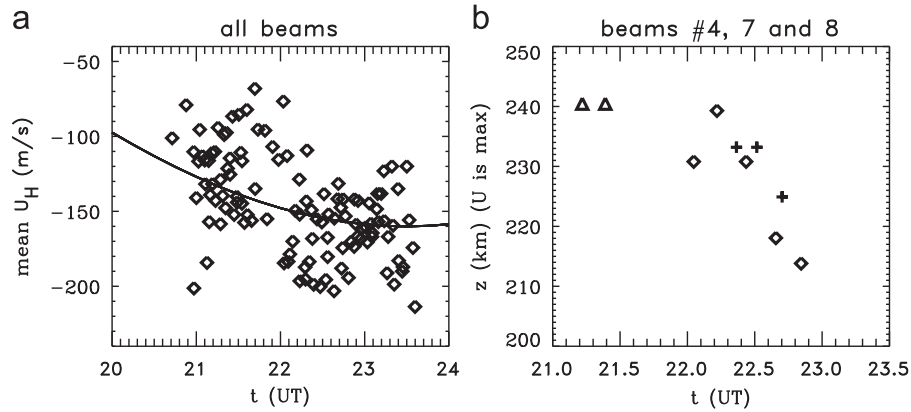 a
all beams
mean U_H (m/s)
−50
−100
−150
−200
20 21 22 23 24
t (UT)
b
beams #4, 7 and 8
z (km) (U is max)
250
240
230
220
210
200
21.0 21.5 22.0 22.5 23.0 23.5
t (UT)